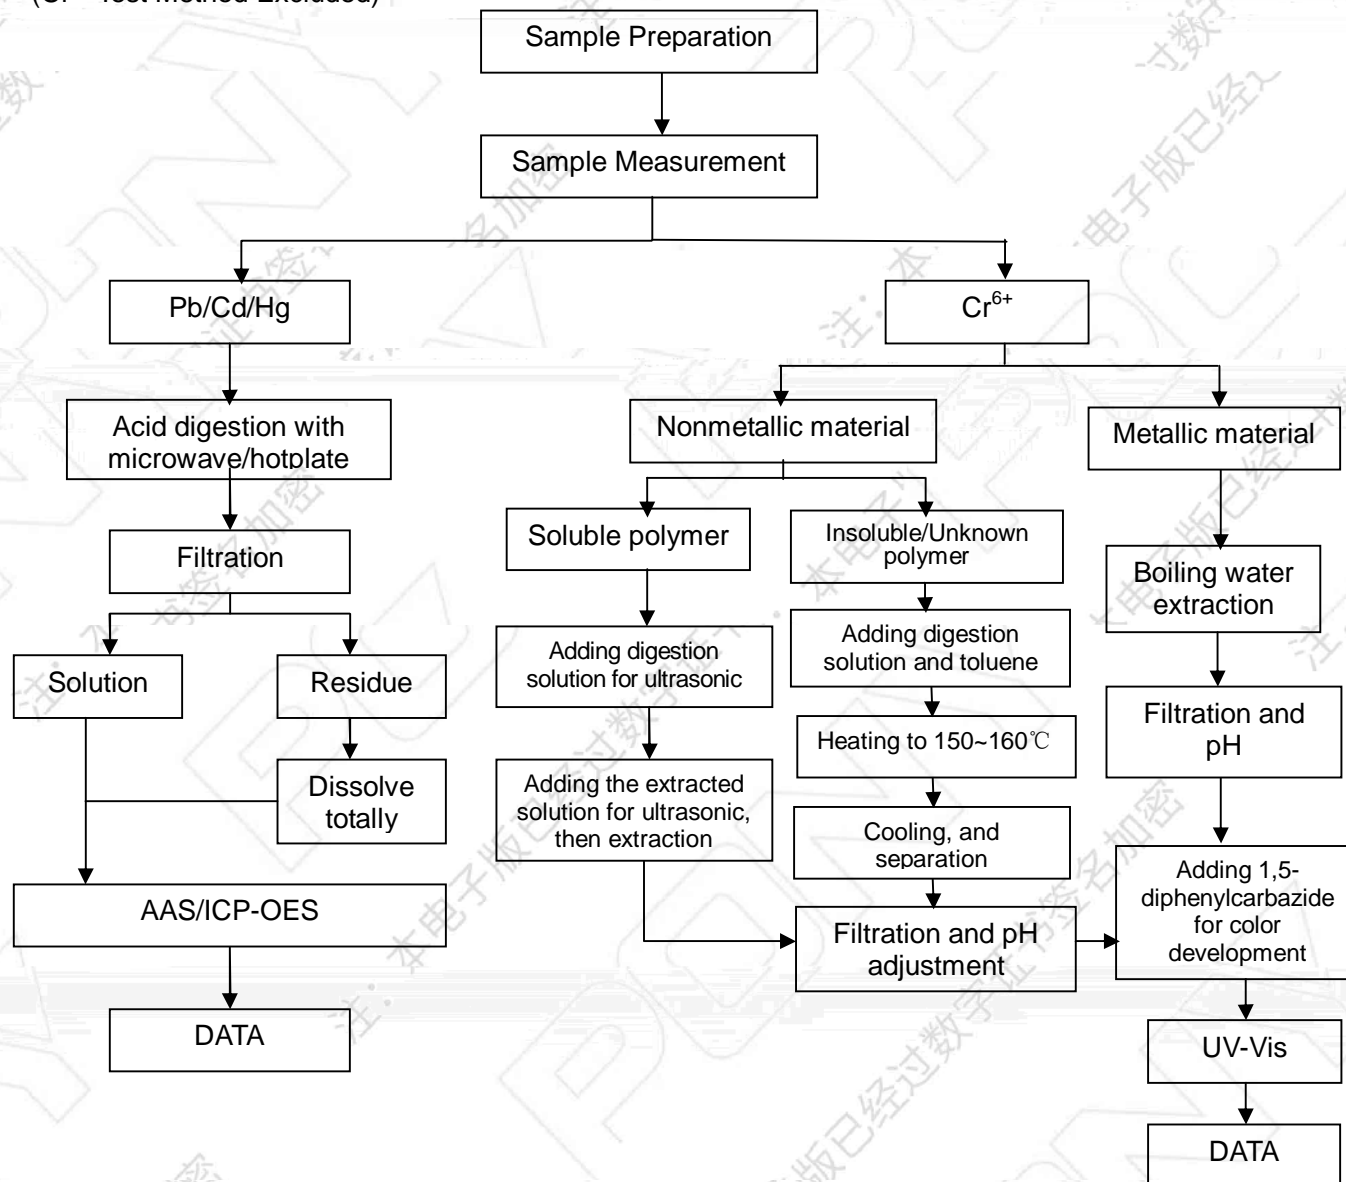 Sample Preparation
Sample Measurement
Pb/Cd/Hg
Cr6+
Acid digestion with
microwave/hotplate
Nonmetallic material
Metallic material
Filtration
Soluble polymer
Insoluble/Unknown
polymer
Boiling water
extraction
Solution
Residue
Adding digestion
solution for ultrasonic
Adding digestion
solution and toluene
Filtration and
pH
Dissolve
totally
Adding the extracted
solution for ultrasonic,
then extraction
Heating to 150~160℃
Cooling, and
separation
AAS/ICP-OES
Filtration and pH
adjustment
Adding 1,5-
diphenylcarbazide
for color
development
DATA
UV-Vis
DATA